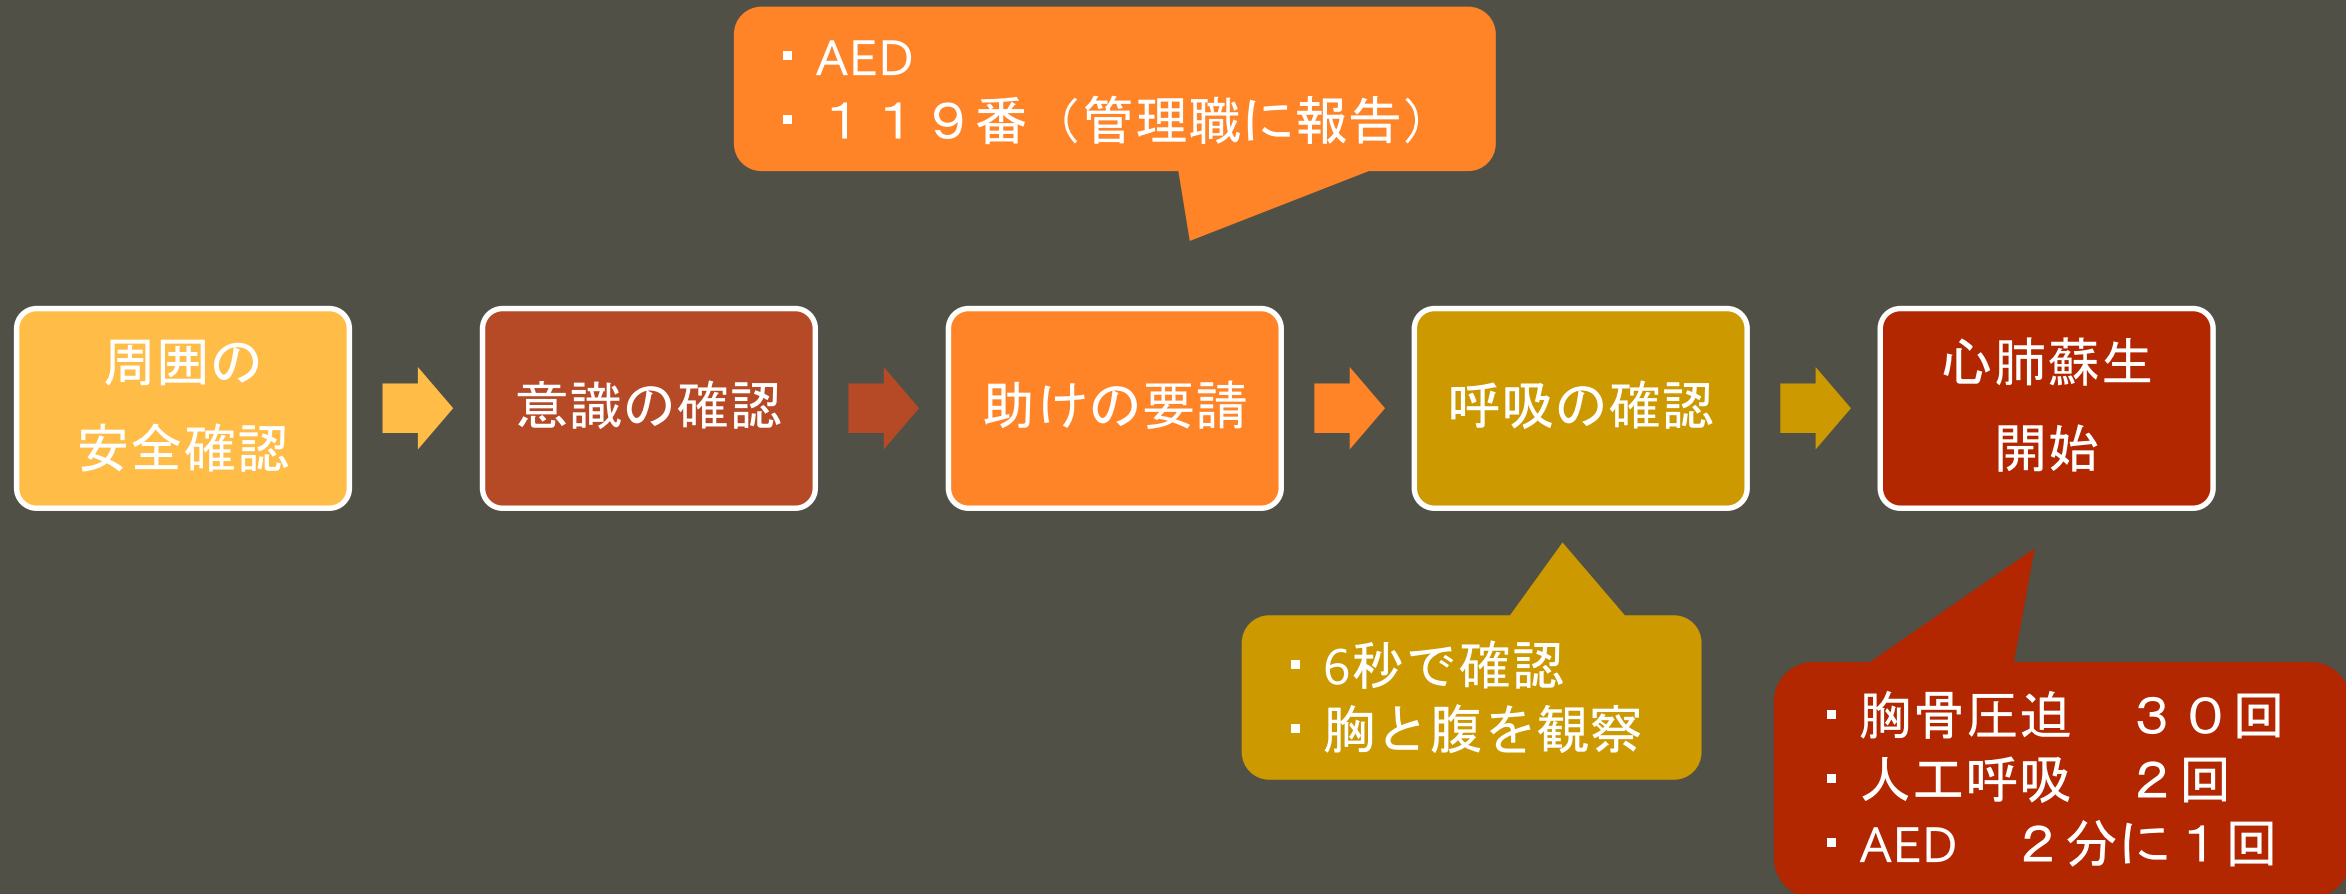 ・AED
・１１９番（管理職に報告）
周囲の
安全確認
意識の確認
助けの要請
呼吸の確認
心肺蘇生
開始
・6秒で確認
・胸と腹を観察
・胸骨圧迫　３０回
・人工呼吸　２回
・AED　２分に１回